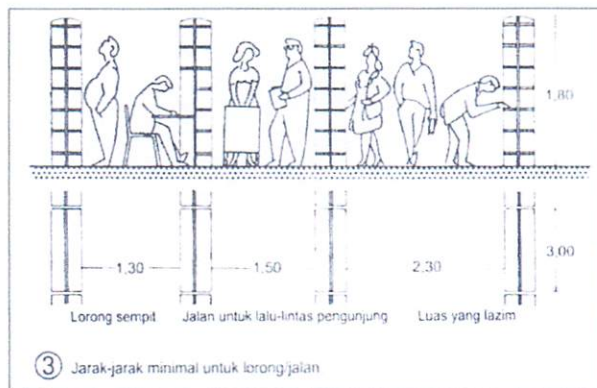 1,80
1,30
1,50
2,30
3,00
Lorong sempit
Jalan untuk lalu-lintas pengunjung
Luas yang lazim
3 Jarak-jarak minimal untuk lorong/jalan